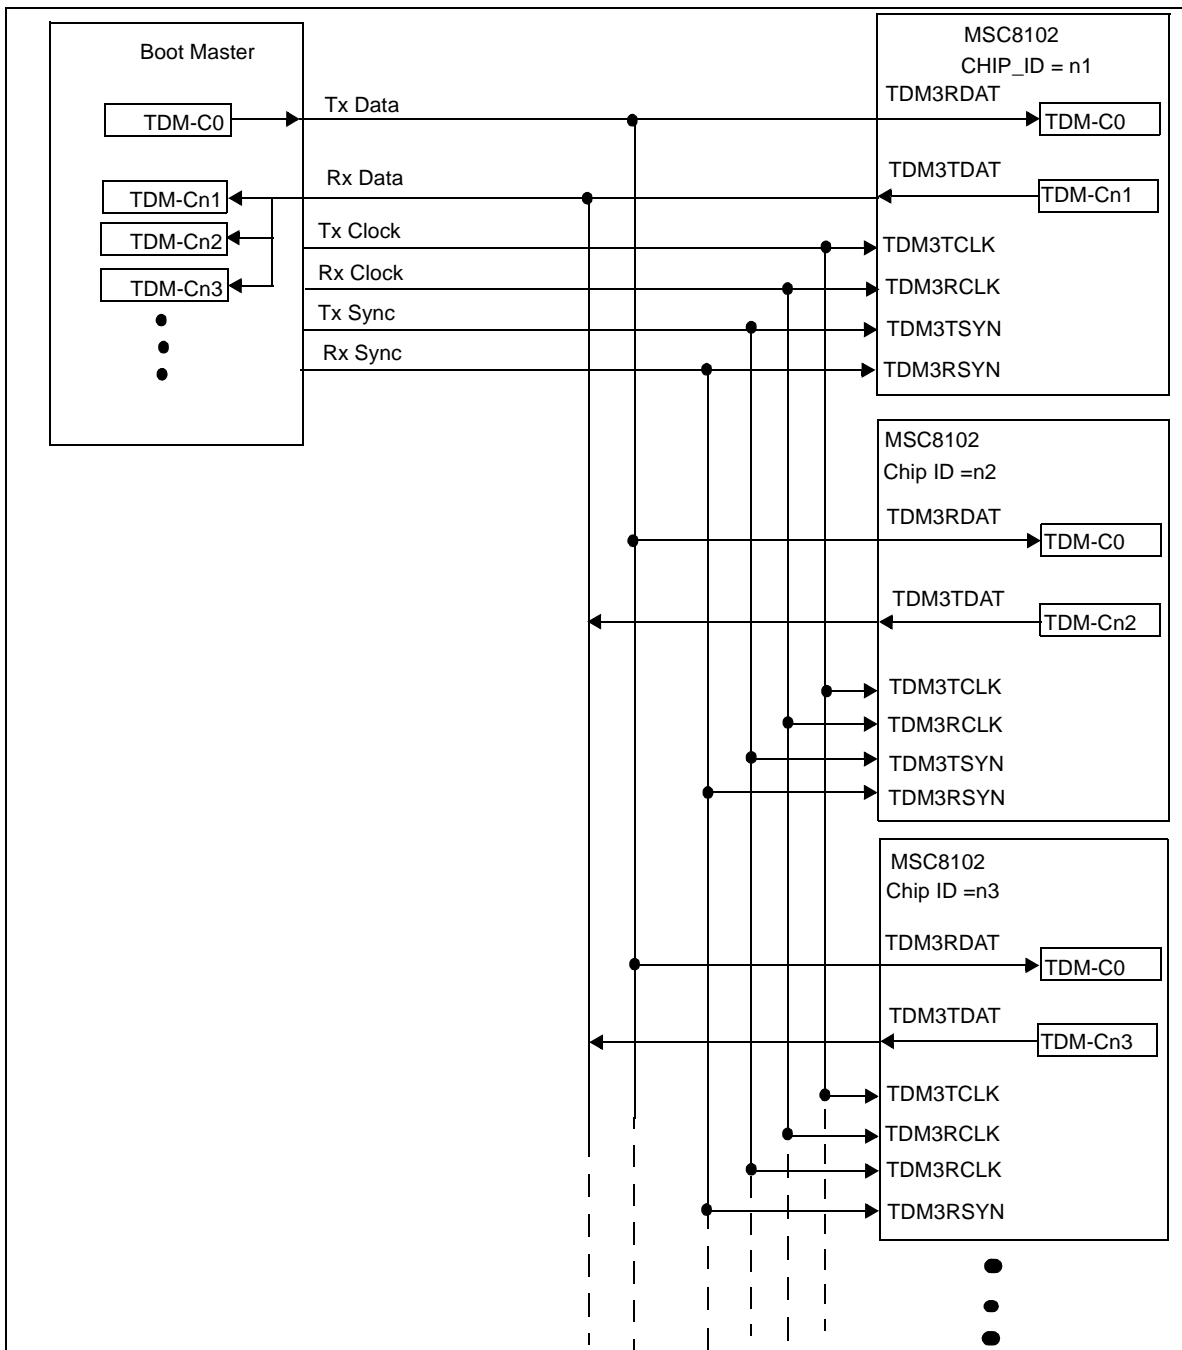 Boot Master
TDM-C0
TDM-Cn1
TDM-Cn2
TDM-Cn3
Tx Data
Rx Data
Tx Clock
Rx Clock
Tx Sync
Rx Sync
MSC8102
CHIP_ID = n1
TDM3RDAT
TDM-C0
TDM3TDAT
TDM-Cn1
TDM3TCLK
TDM3RCLK
TDM3TSYN
TDM3RSYN
MSC8102
Chip ID =n2
TDM3RDAT
TDM-C0
TDM3TDAT
TDM-Cn2
TDM3TCLK
TDM3RCLK
TDM3TSYN
TDM3RSYN
MSC8102
Chip ID =n3
TDM3RDAT
TDM-C0
TDM3TDAT
TDM-Cn3
TDM3TCLK
TDM3RCLK
TDM3RCLK
TDM3RSYN